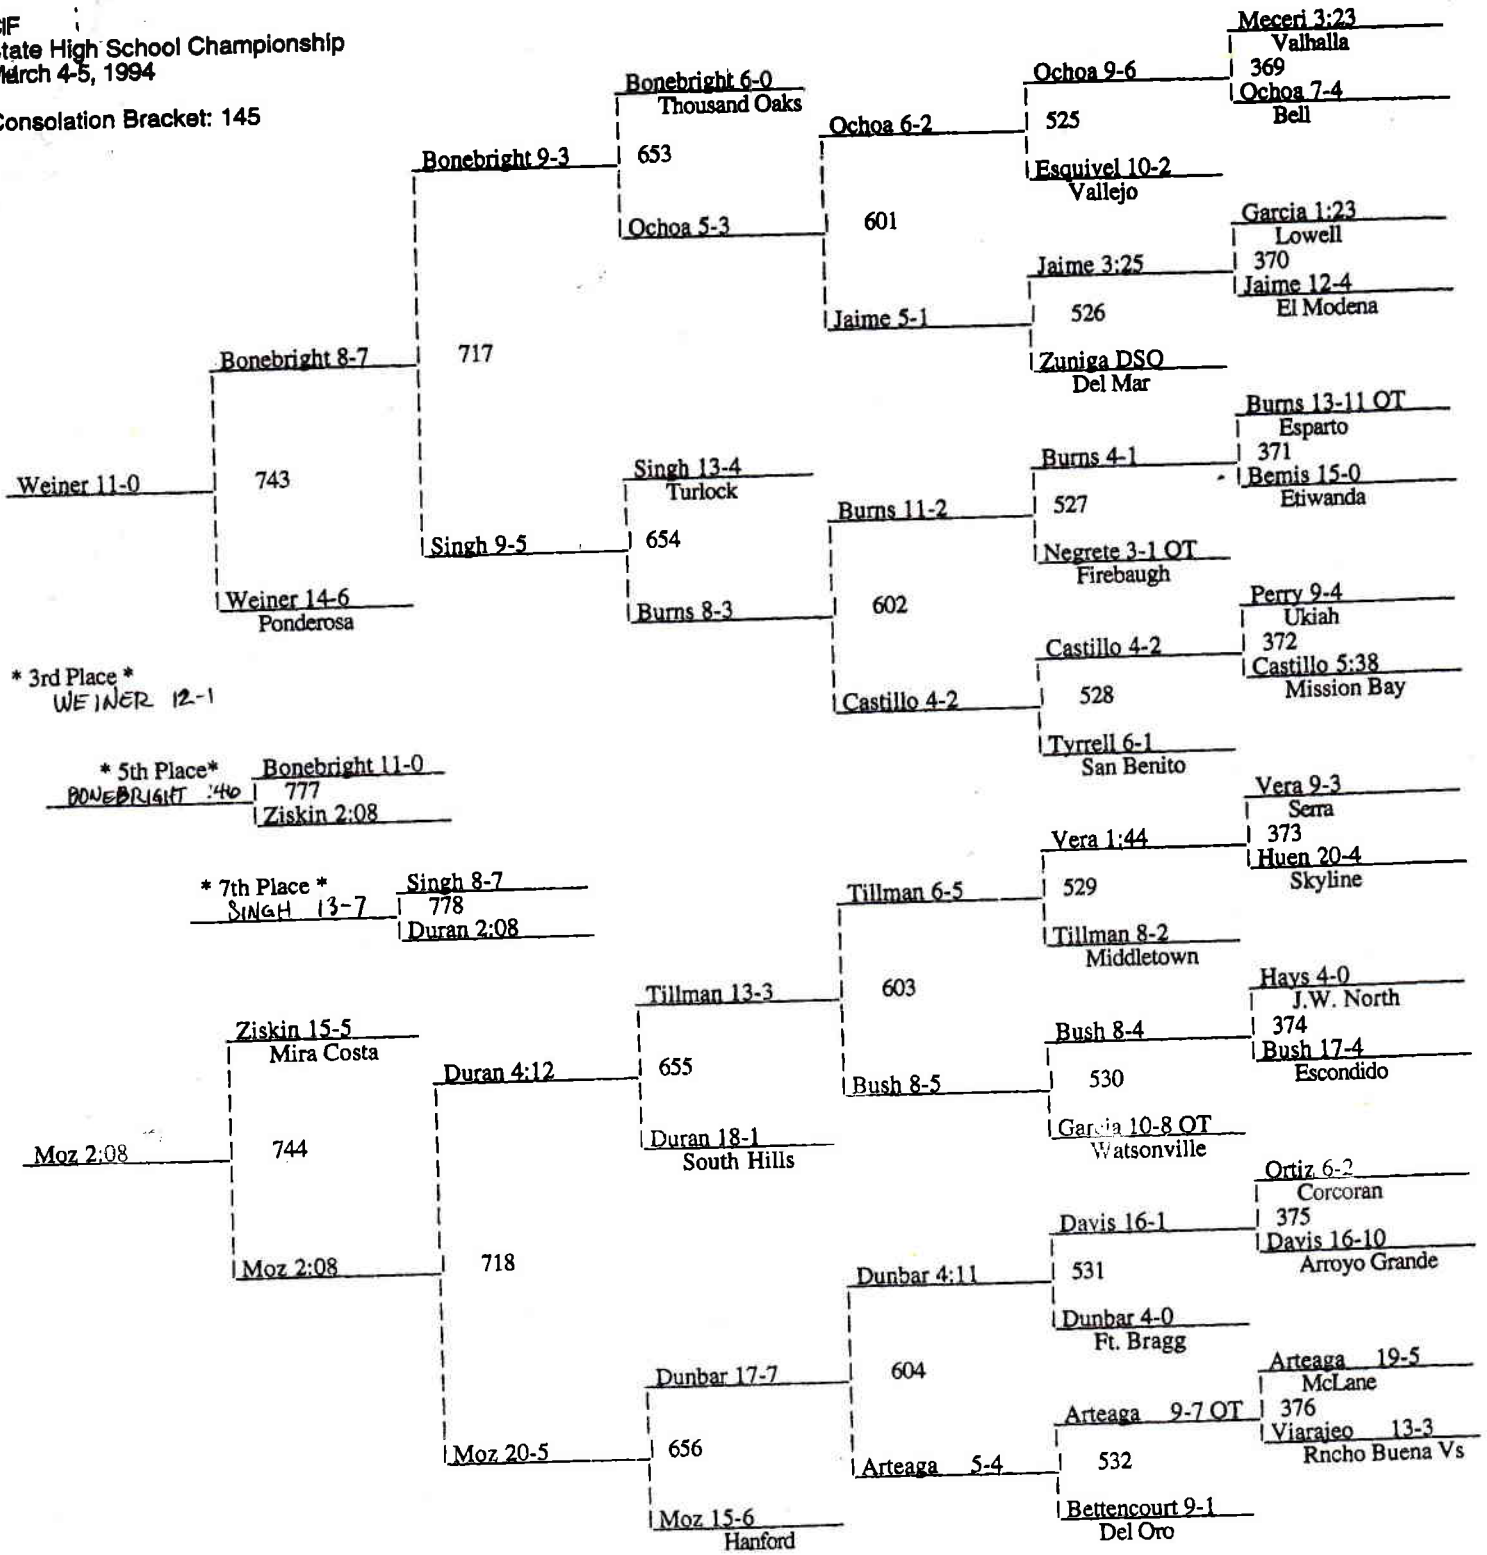 CIF
State High School Championship
March 4-5, 1994
Consolation Bracket: 145
Meceri 3:23
Valhalla
369
Ochoa 7-4
Bell
Ochoa 9-6
525
Esquivel 10-2
Vallejo
Garcia 1:23
Lowell
370
Jaime 12-4
El Modena
Jaime 3:25
526
Zuniga DSQ
Del Mar
Ochoa 6-2
601
Jaime 5-1
Bonebright 6-0
Thousand Oaks
653
Ochoa 5-3
Bonebright 9-3
717
Singh 9-5
Burns 13-11 OT
Esparto
371
Bemis 15-0
Etiwanda
Burns 4-1
527
Negrete 3-1 OT
Firebaugh
Perry 9-4
Ukiah
372
Castillo 5:38
Mission Bay
Castillo 4-2
528
Tyrrell 6-1
San Benito
Burns 11-2
602
Castillo 4-2
Singh 13-4
Turlock
654
Burns 8-3
Bonebright 8-7
743
Weiner 14-6
Ponderosa
Weiner 11-0
* 3rd Place *
WEINER 12-1
* 5th Place*
BONEBRIGHT :46
Bonebright 11-0
777
Ziskin 2:08
* 7th Place *
SINGH 13-7
Singh 8-7
778
Duran 2:08
Vera 9-3
Serra
373
Huen 20-4
Skyline
Vera 1:44
529
Tillman 8-2
Middletown
Hays 4-0
J.W. North
374
Bush 17-4
Escondido
Bush 8-4
530
Garcia 10-8 OT
Watsonville
Tillman 6-5
603
Bush 8-5
Tillman 13-3
655
Duran 18-1
South Hills
Duran 4:12
718
Moz 20-5
Ziskin 15-5
Mira Costa
744
Moz 2:08
Moz 2:08
Ortiz 6-2
Corcoran
375
Davis 16-10
Arroyo Grande
Davis 16-1
531
Dunbar 4-0
Ft. Bragg
Arteaga 19-5
McLane
376
Viarajeo 13-3
Rncho Buena Vs
Arteaga 9-7 OT
532
Bettencourt 9-1
Del Oro
Dunbar 4:11
604
Arteaga 5-4
Dunbar 17-7
656
Moz 15-6
Hanford